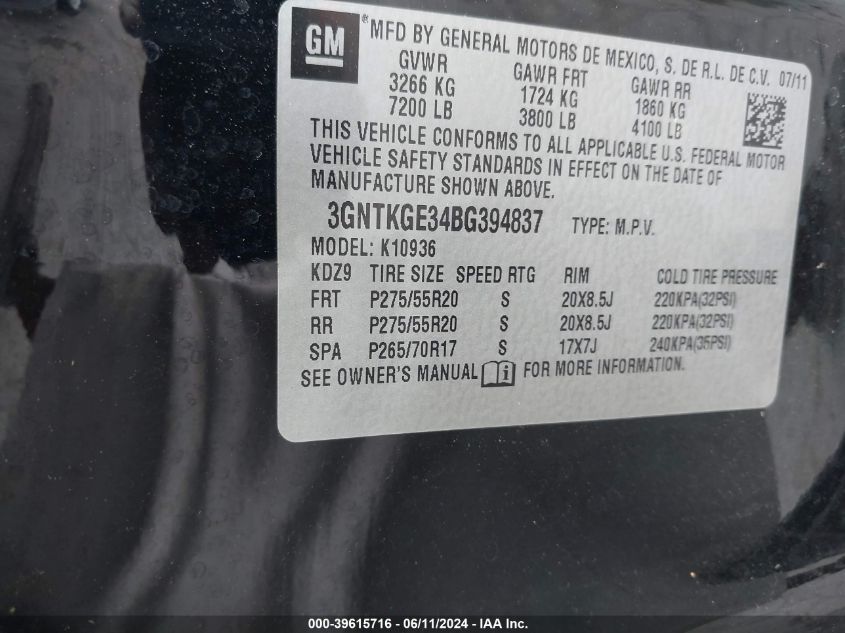 GM ® MFD BY GENERAL MOTORS DE MEXICO, S. DE R.L. DE C.V. 07/11
GVWR GAWR FRT GAWR RR
3266 KG 1724 KG 1860 KG
7200 LB 3800 LB 4100 LB
THIS VEHICLE CONFORMS TO ALL APPLICABLE U.S. FEDERAL MOTOR
VEHICLE SAFETY STANDARDS IN EFFECT ON THE DATE OF
MANUFACTURE SHOWN ABOVE.
3GNTKGE34BG394837 TYPE: M.P.V.
MODEL: K10936
KDZ9 TIRE SIZE SPEED RTG RIM COLD TIRE PRESSURE
FRT P275/55R20 S 20X8.5J 220KPA(32PSI)
RR P275/55R20 S 20X8.5J 220KPA(32PSI)
SPA P265/70R17 S 17X7J 240KPA(35PSI)
SEE OWNER'S MANUAL i FOR MORE INFORMATION.
000-39615716 - 06/11/2024 - IAA Inc.